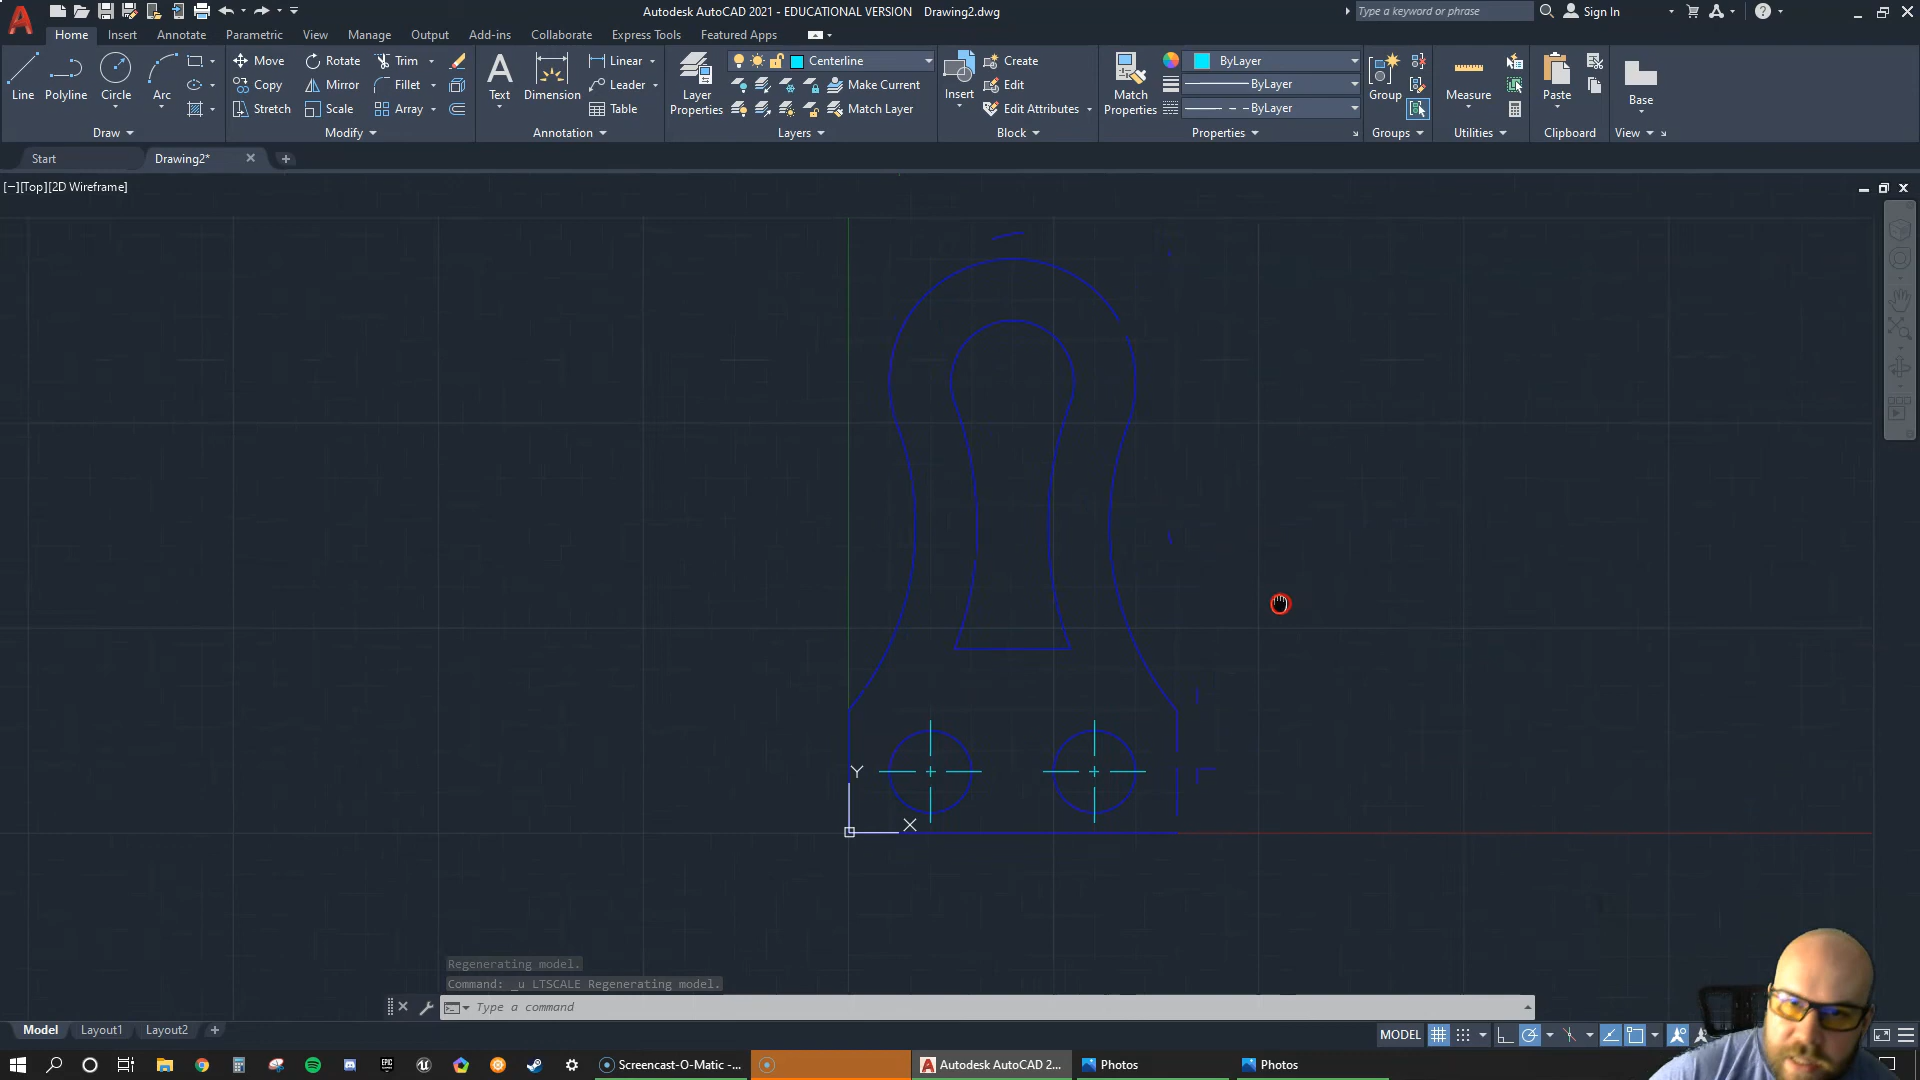 Autodesk AutoCAD 2021 - EDUCATIONAL VERSION Drawing2.dwg
Type a keyword or phrase
Sign In
Home Insert Annotate Parametric View Manage Output Add-ins Collaborate Express Tools Featured Apps
Line
Polyline
Circle
Arc
Draw
Move
Rotate
Trim
Copy
Mirror
Fillet
Stretch
Scale
Array
Modify
Text
Dimension
Linear
Leader
Table
Annotation
Layer
Properties
Centerline
Make Current
Match Layer
Layers
Insert
Create
Edit
Edit Attributes
Block
Match
Properties
ByLayer
ByLayer
ByLayer
Properties
Group
Groups
Measure
Utilities
Paste
Clipboard
Base
View
Start
Drawing2*
[−][Top][2D Wireframe]
Y
X
Regenerating model.
Command: _u LTSCALE Regenerating model.
Type a command
Model Layout1 Layout2
MODEL
Screencast-O-Matic -...
Autodesk AutoCAD 2...
Photos
Photos